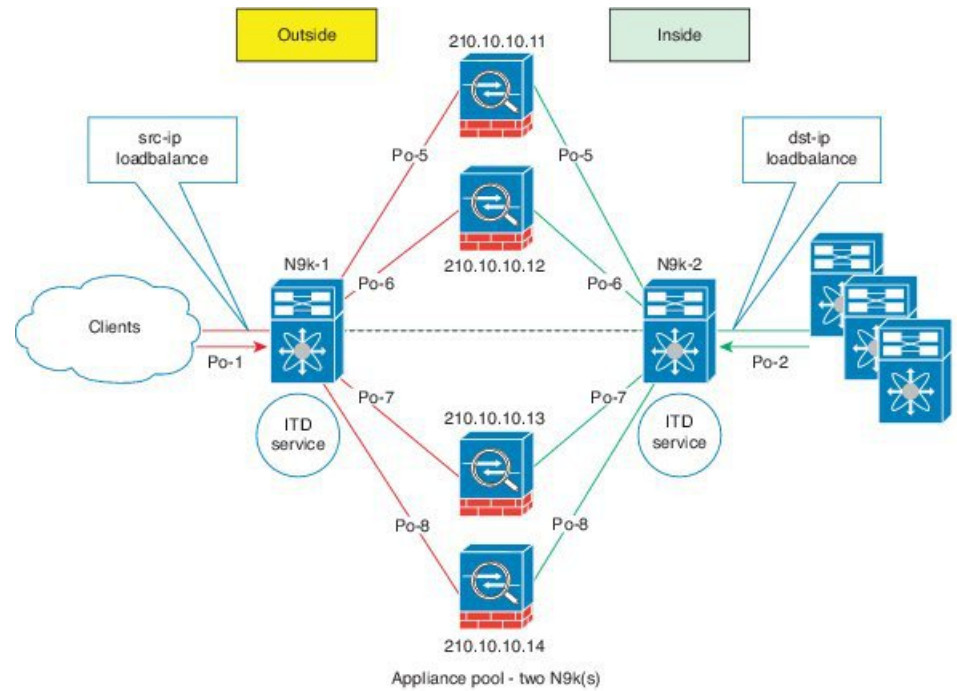 Outside
210.10.10.11
Inside
src-ip
loadbalance
dst-ip
loadbalance
Po-5
Po-5
N9k-1
Po-6
210.10.10.12
Po-6
N9k-2
Clients
Po-1
Po-2
Po-7
210.10.10.13
Po-7
ITD
service
ITD
service
Po-8
Po-8
210.10.10.14
Appliance pool - two N9k(s)